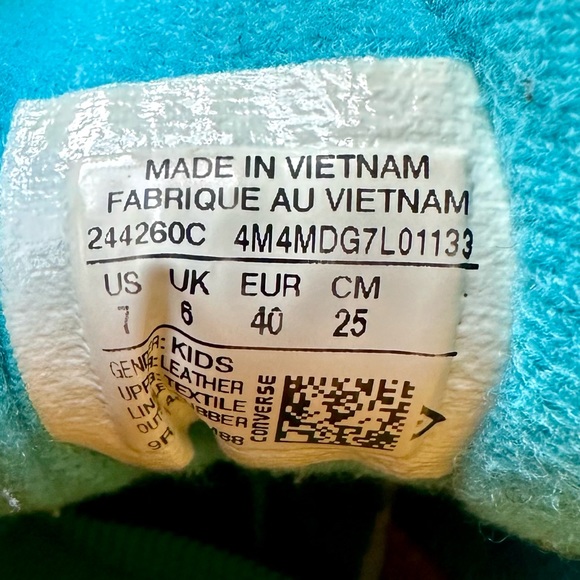 MADE IN VIETNAM
FABRIQUE AU VIETNAM
244260C 4M4MDG7L01133
US UK EUR CM
7 6 40 25
KIDS
LEATHER
TEXTILE
CONVERSE